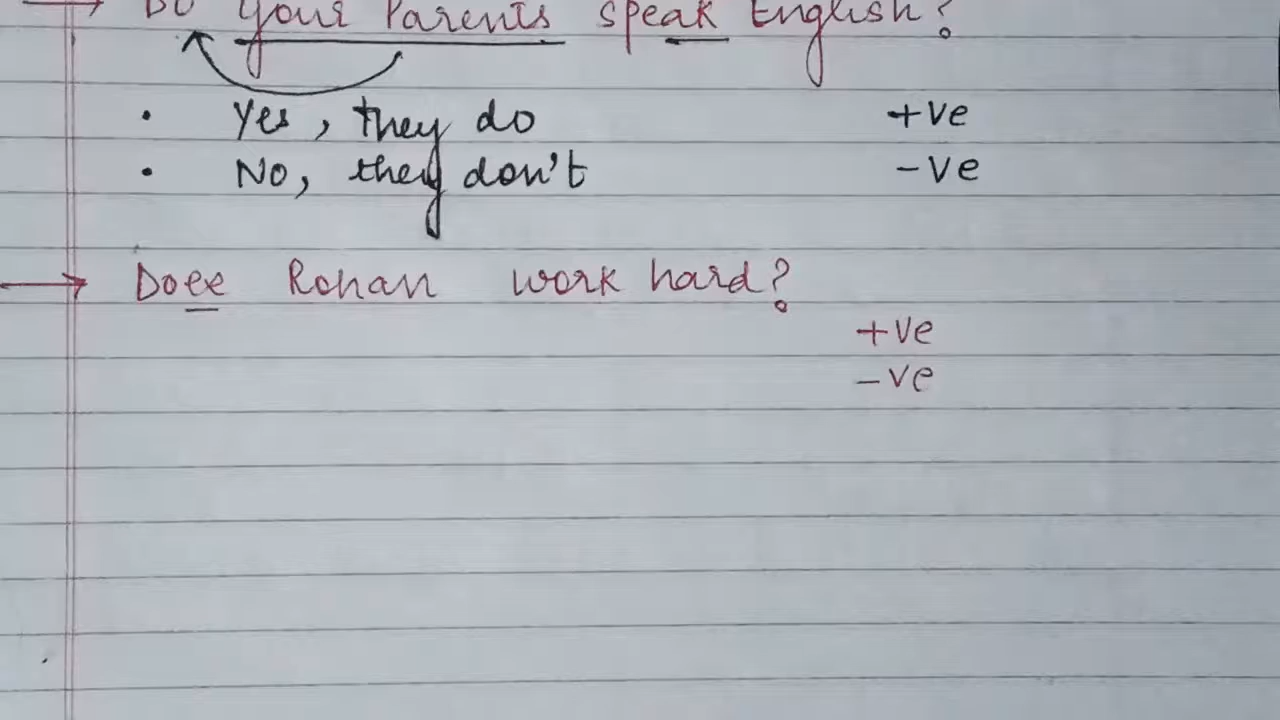 Do your Parents speak English?
• Yes, they do +ve
• No, they don't -ve
→ Does Rohan work hard?
+ve
-ve